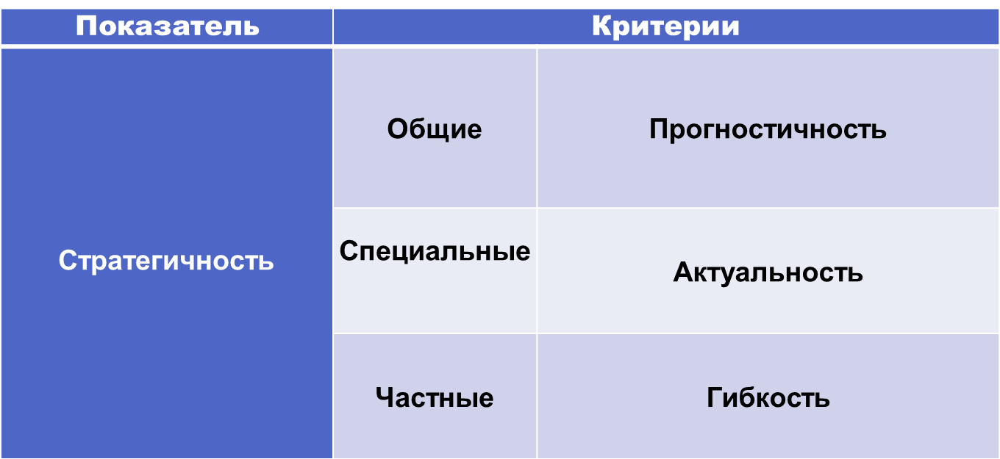 Показатель
Критерии
Стратегичность
Общие
Прогностичность
Специальные
Актуальность
Частные
Гибкость